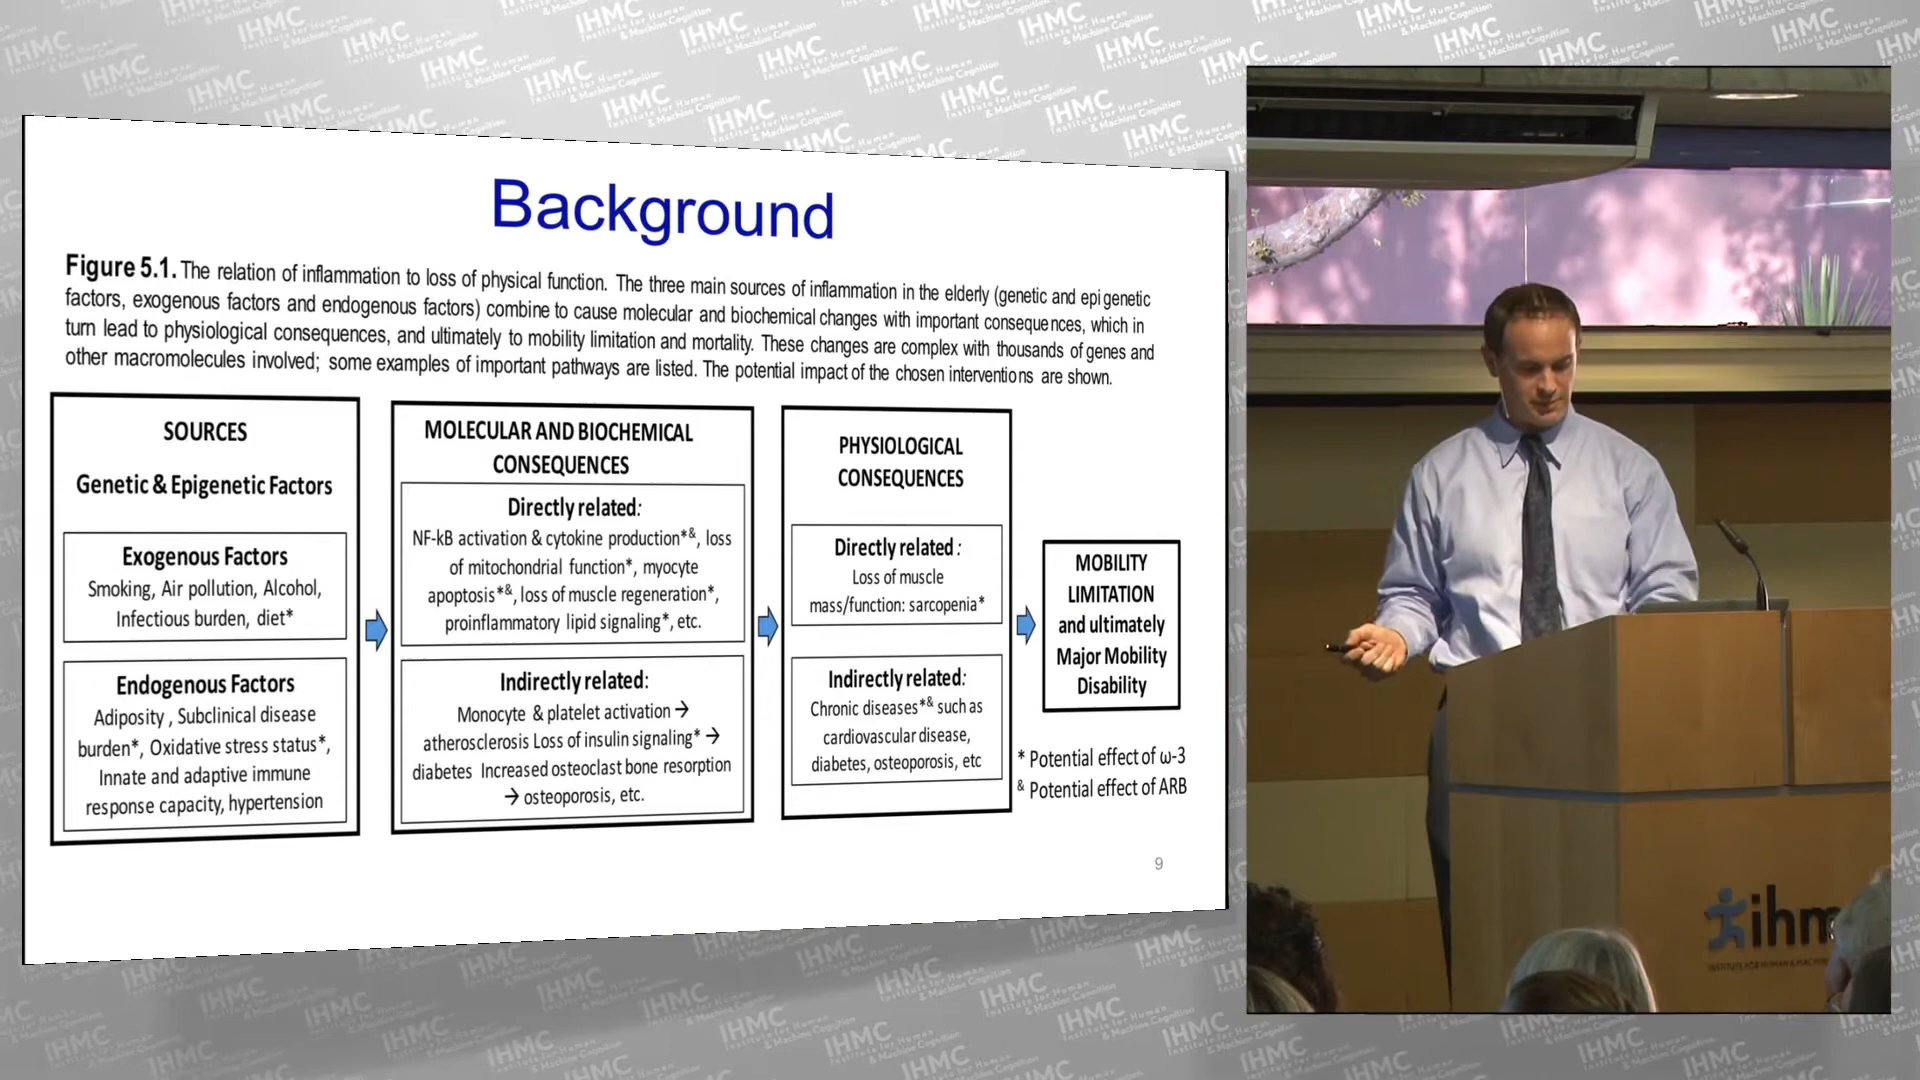 Background
Figure 5.1. The relation of inflammation to loss of physical function. The three main sources of inflammation in the elderly (genetic and epigenetic
factors, exogenous factors and endogenous factors) combine to cause molecular and biochemical changes with important consequences, which in
turn lead to physiological consequences, and ultimately to mobility limitation and mortality. These changes are complex with thousands of genes and
other macromolecules involved; some examples of important pathways are listed. The potential impact of the chosen interventions are shown.
SOURCES
Genetic & Epigenetic Factors
Exogenous Factors
Smoking, Air pollution, Alcohol,
Infectious burden, diet*
Endogenous Factors
Adiposity , Subclinical disease
burden*, Oxidative stress status*,
Innate and adaptive immune
response capacity, hypertension
MOLECULAR AND BIOCHEMICAL
CONSEQUENCES
Directly related:
NF-kB activation & cytokine production*&, loss
of mitochondrial function*, myocyte
apoptosis*&, loss of muscle regeneration*,
proinflammatory lipid signaling*, etc.
Indirectly related:
Monocyte & platelet activation →
atherosclerosis Loss of insulin signaling* →
diabetes Increased osteoclast bone resorption
→ osteoporosis, etc.
PHYSIOLOGICAL
CONSEQUENCES
Directly related :
Loss of muscle
mass/function: sarcopenia*
Indirectly related:
Chronic diseases*& such as
cardiovascular disease,
diabetes, osteoporosis, etc
MOBILITY
LIMITATION
and ultimately
Major Mobility
Disability
* Potential effect of ω-3
& Potential effect of ARB
9
IHMC
Institute for Human
& Machine Cognition
ihm